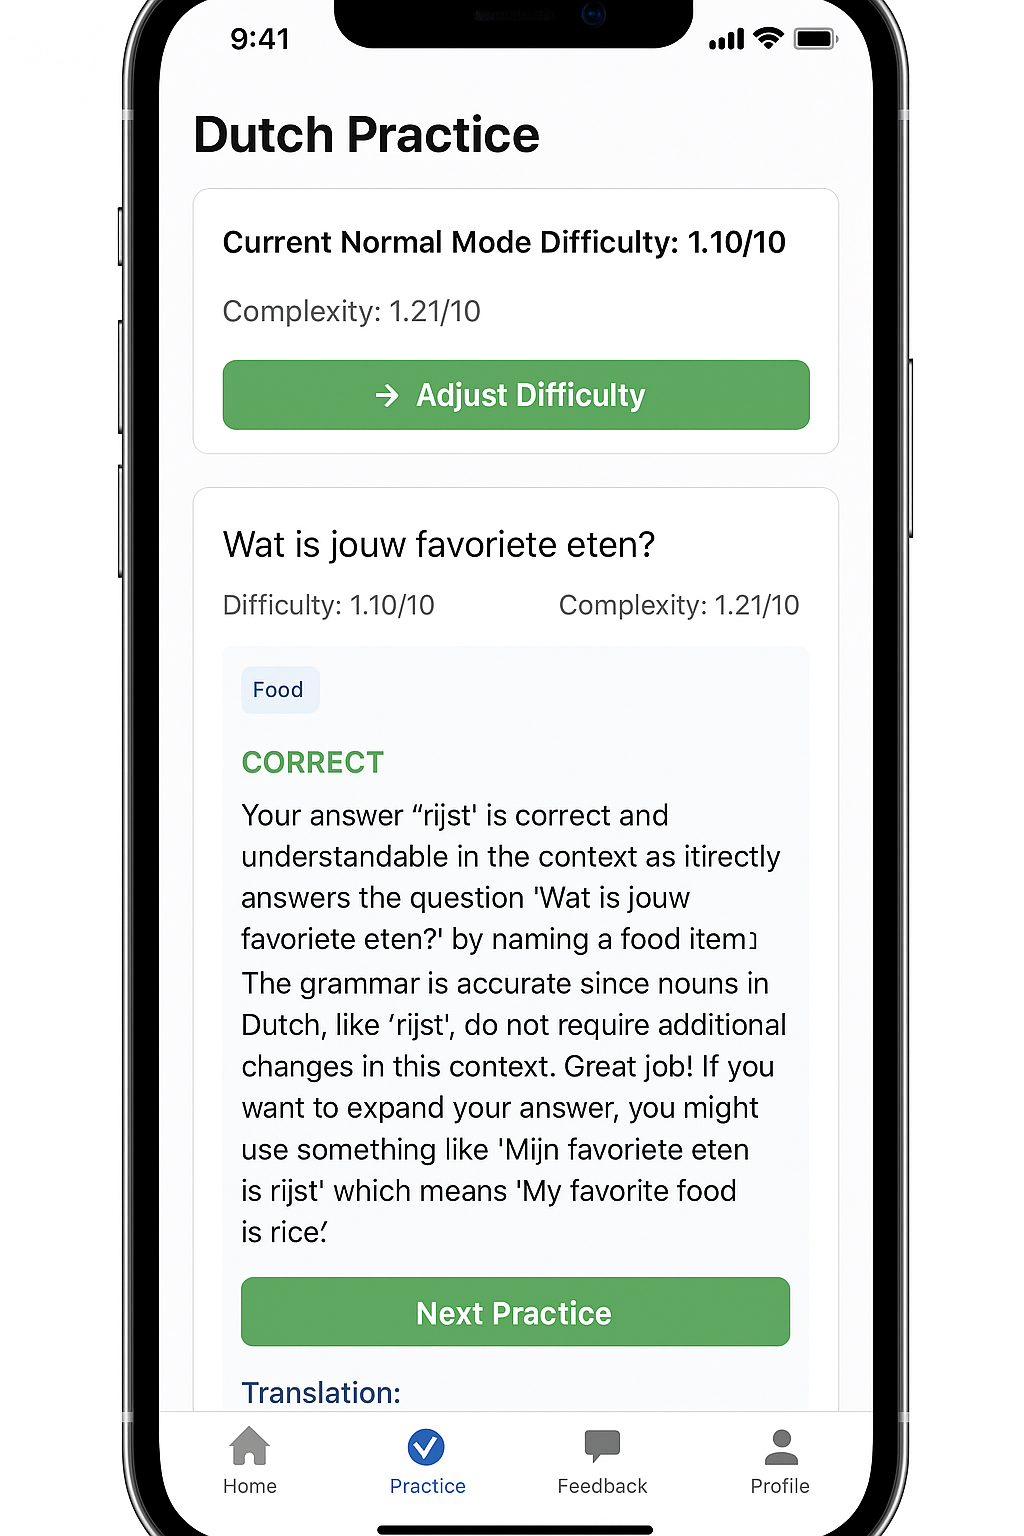 9:41
Dutch Practice
Current Normal Mode Difficulty: 1.10/10
Complexity: 1.21/10
→ Adjust Difficulty
Wat is jouw favoriete eten?
Difficulty: 1.10/10 Complexity: 1.21/10
Food
CORRECT
Your answer “rijst' is correct and
understandable in the context as itirectly
answers the question 'Wat is jouw
favoriete eten?' by naming a food item
The grammar is accurate since nouns in
Dutch, like ‘rijst', do not require additional
changes in this context. Great job! If you
want to expand your answer, you might
use something like 'Mijn favoriete eten
is rijst' which means 'My favorite food
is rice.'
Next Practice
Translation:
Home Practice Feedback Profile